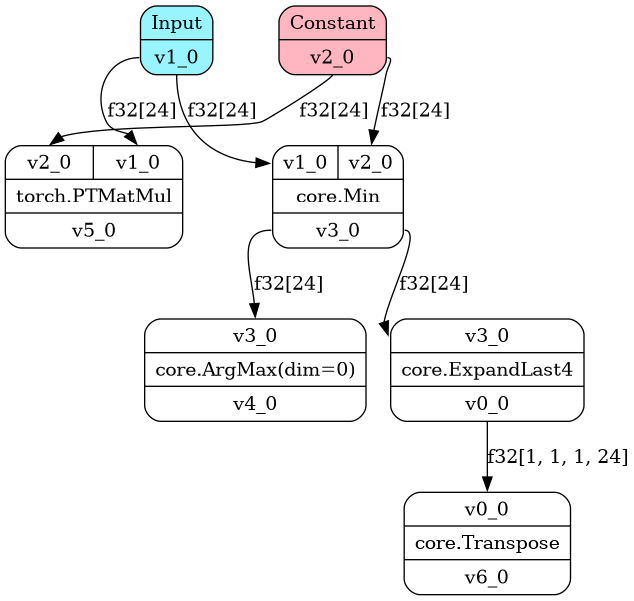 Input
v1_0
Constant
v2_0
f32[24]
f32[24]
f32[24]
f32[24]
v2_0 v1_0
torch.PTMatMul
v5_0
v1_0 v2_0
core.Min
v3_0
f32[24]
f32[24]
v3_0
core.ArgMax(dim=0)
v4_0
v3_0
core.ExpandLast4
v0_0
f32[1, 1, 1, 24]
v0_0
core.Transpose
v6_0